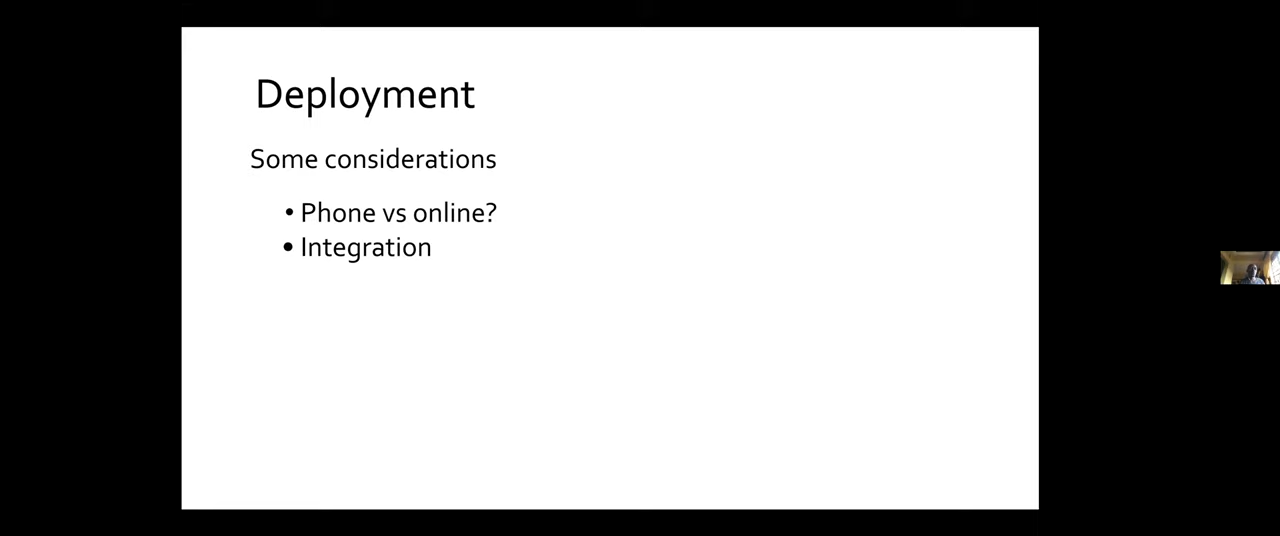 Deployment
Some considerations
• Phone vs online?
• Integration